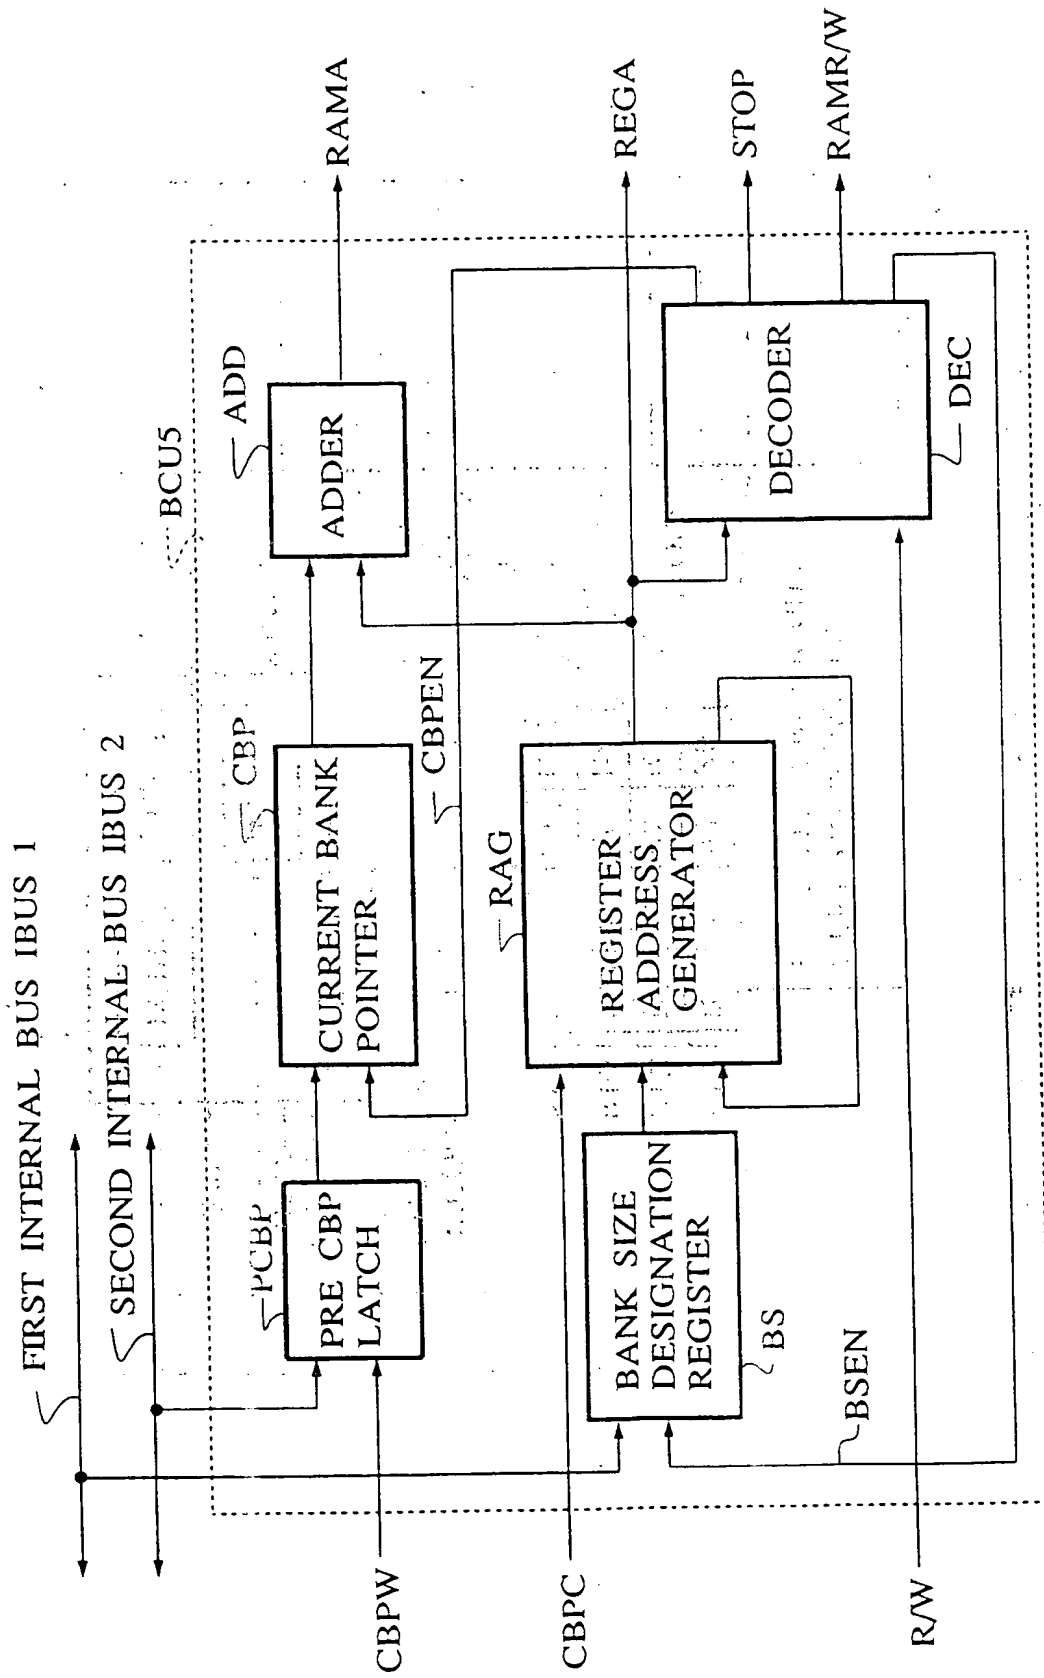 FIRST INTERNAL BUS IBUS 1
SECOND INTERNAL BUS IBUS 2
BCU5
PCBP
PRE CBP
LATCH
CBP
CURRENT BANK
POINTER
ADD
ADDER
RAMA
CBPW
CBPEN
CBPC
RAG
REGISTER
ADDRESS
GENERATOR
REGA
BANK SIZE
DESIGNATION
REGISTER
BS
BSEN
DECODER
DEC
STOP
RAMR/W
R/W